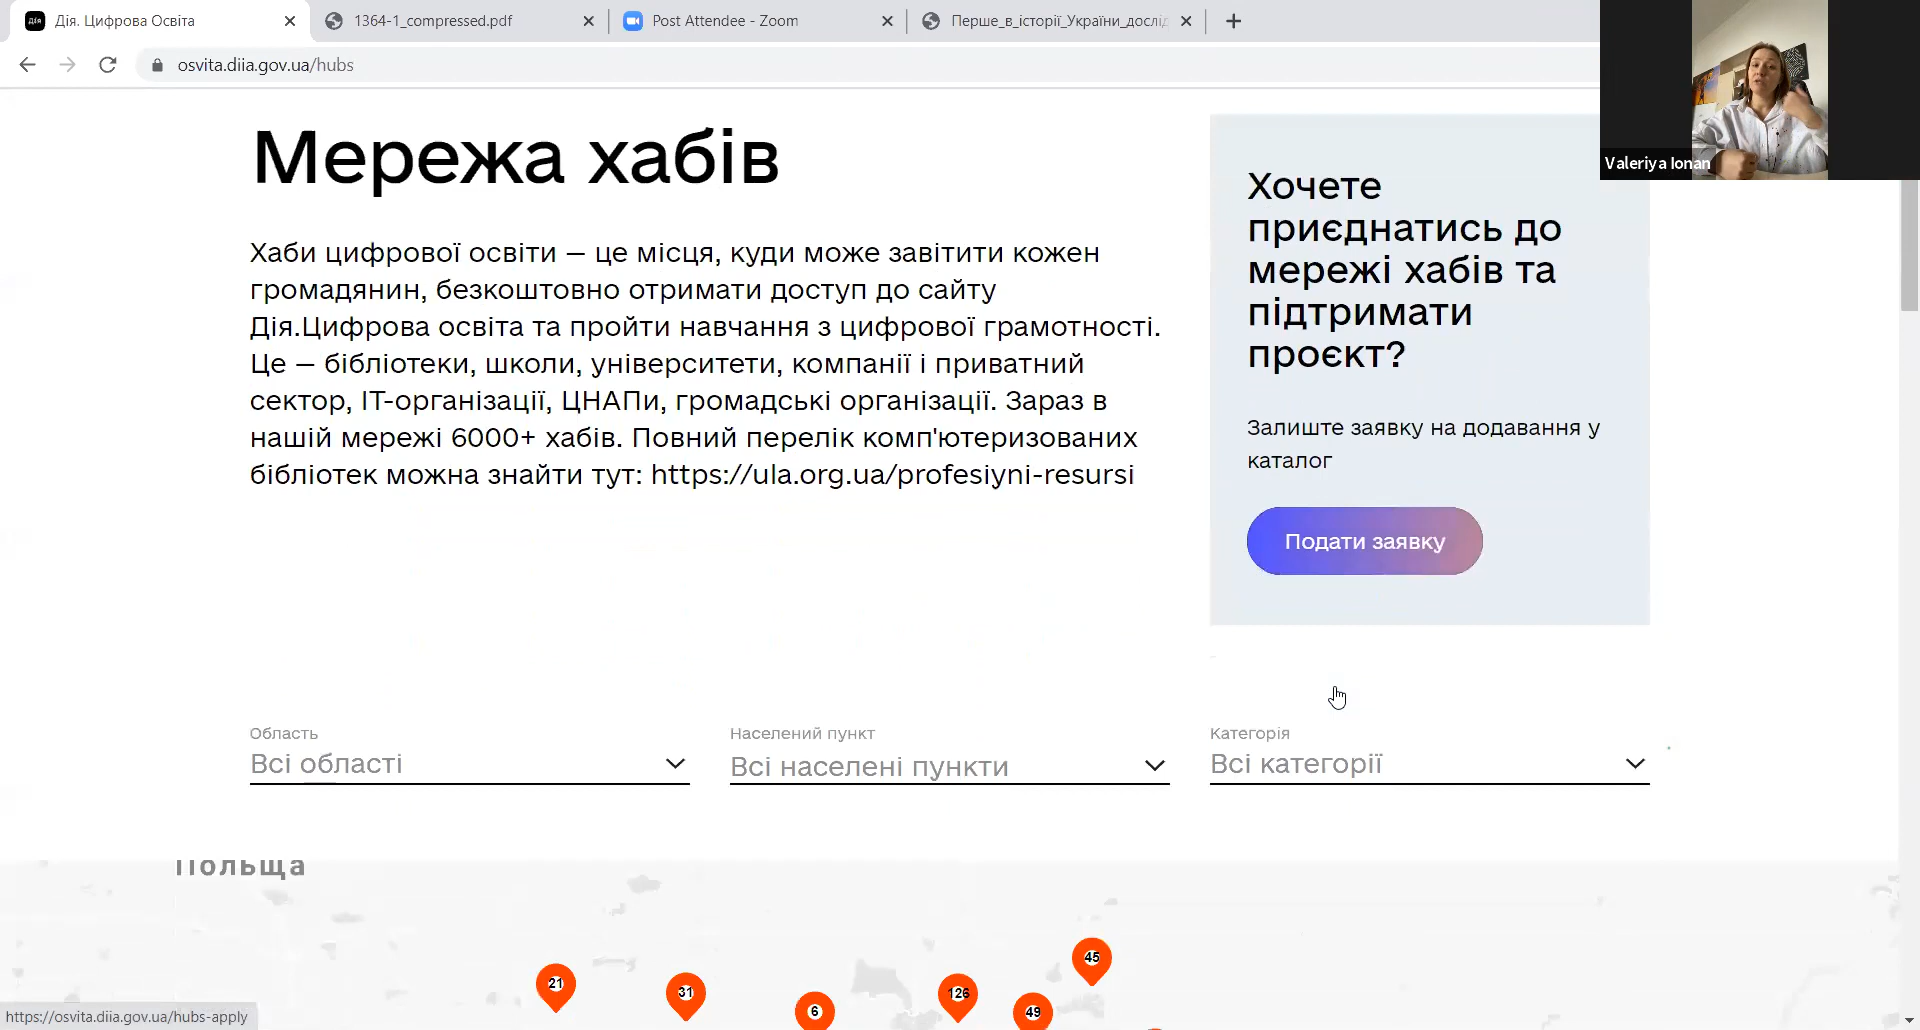 Дія. Цифрова Освіта
1364-1_compressed.pdf
Post Attendee - Zoom
Перше_в_історії_України_дослід
osvita.diia.gov.ua/hubs
Valeriya Ionan
Мережа хабів
Хаби цифрової освіти — це місця, куди може завітити кожен
громадянин, безкоштовно отримати доступ до сайту
Дія.Цифрова освіта та пройти навчання з цифрової грамотності.
Це — бібліотеки, школи, університети, компанії і приватний
сектор, ІТ-організації, ЦНАПи, громадські організації. Зараз в
нашій мережі 6000+ хабів. Повний перелік комп'ютеризованих
бібліотек можна знайти тут: https://ula.org.ua/profesiyni-resursi
Хочете
приєднатись до
мережі хабів та
підтримати
проєкт?
Залиште заявку на додавання у
каталог
Подати заявку
Область
Всі області
Населений пункт
Всі населені пункти
Категорія
Всі категорії
Польща
45
21
31
126
6
49
https://osvita.diia.gov.ua/hubs-apply